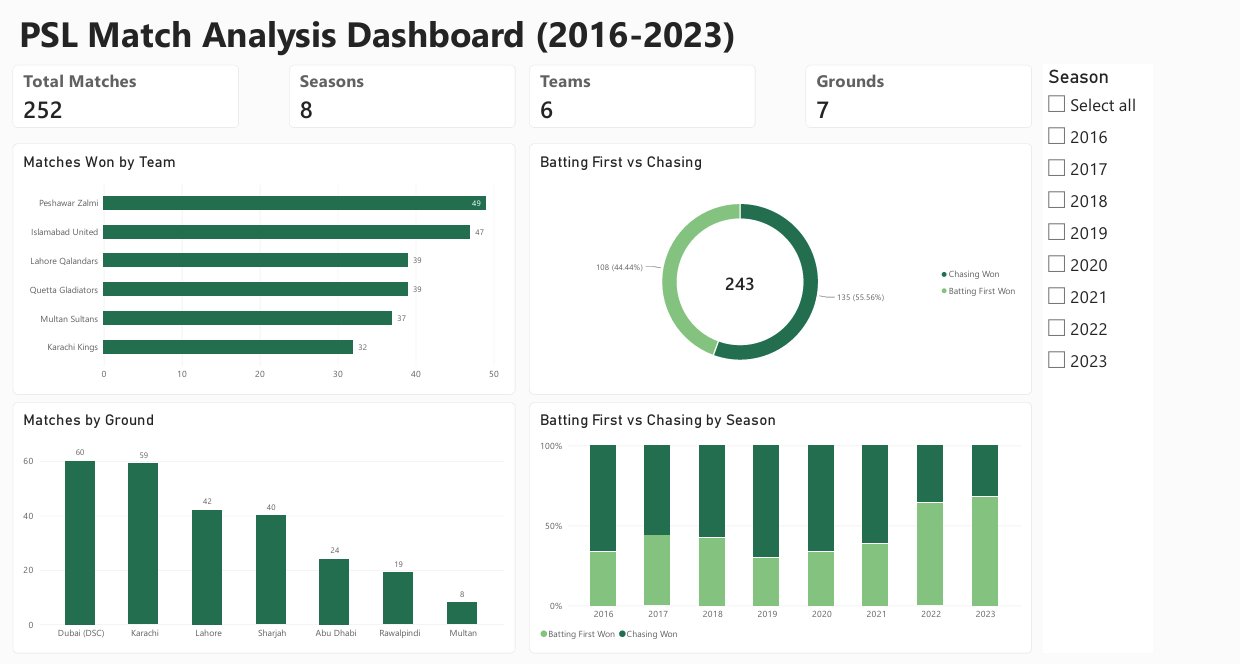 PSL Match Analysis Dashboard (2016-2023)
Total Matches
252
Seasons
8
Teams
6
Grounds
7
Season
Select all
2016
2017
2018
2019
2020
2021
2022
2023
Matches Won by Team
Peshawar Zalmi 49
Islamabad United 47
Lahore Qalandars 39
Quetta Gladiators 39
Multan Sultans 37
Karachi Kings 32
0 10 20 30 40 50
Batting First vs Chasing
108 (44.44%)
243
135 (55.56%)
Chasing Won
Batting First Won
Matches by Ground
60
40
20
0
60 59 42 40 24 19 8
Dubai (DSC) Karachi Lahore Sharjah Abu Dhabi Rawalpindi Multan
Batting First vs Chasing by Season
100%
50%
0%
2016 2017 2018 2019 2020 2021 2022 2023
Batting First Won Chasing Won